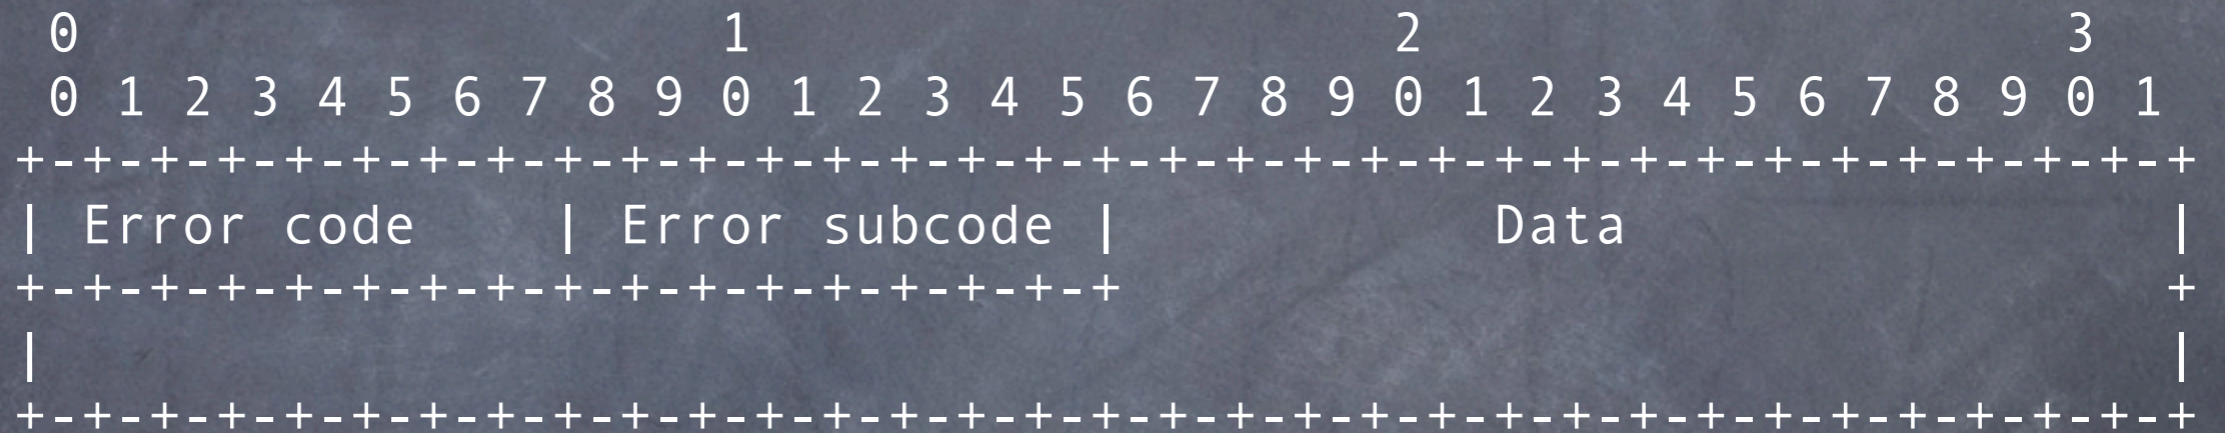 0                   1                   2                   3
0 1 2 3 4 5 6 7 8 9 0 1 2 3 4 5 6 7 8 9 0 1 2 3 4 5 6 7 8 9 0 1
+-+-+-+-+-+-+-+-+-+-+-+-+-+-+-+-+-+-+-+-+-+-+-+-+-+-+-+-+-+-+-+-+
| Error code    | Error subcode |           Data                |
+-+-+-+-+-+-+-+-+-+-+-+-+-+-+-+-+                               +
|                                                               |
+-+-+-+-+-+-+-+-+-+-+-+-+-+-+-+-+-+-+-+-+-+-+-+-+-+-+-+-+-+-+-+-+